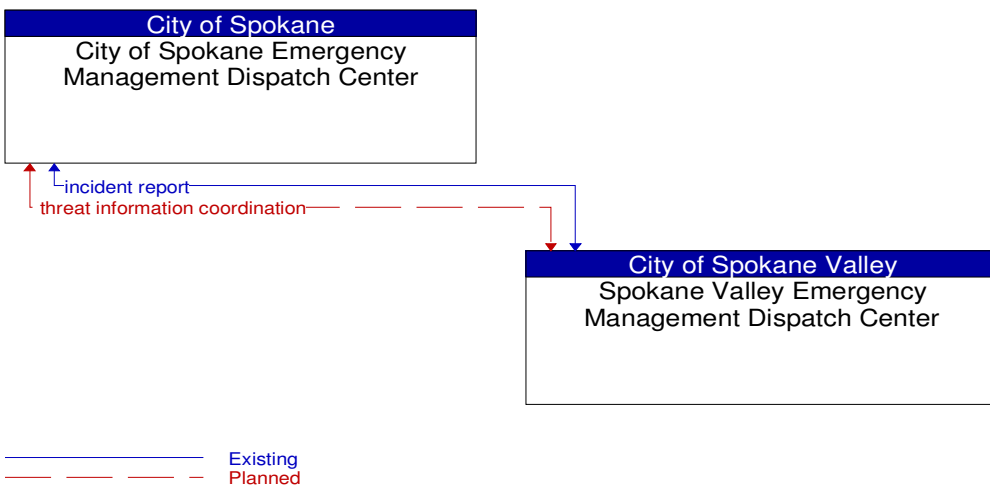 City of Spokane
City of Spokane Emergency
Management Dispatch Center
incident report
threat information coordination
City of Spokane Valley
Spokane Valley Emergency
Management Dispatch Center
Existing
Planned